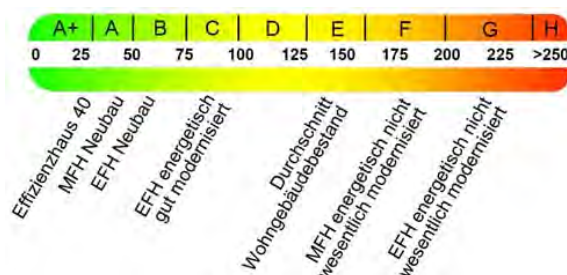 A+ A B C D E F G H
0 25 50 75 100 125 150 175 200 225 >250
Effizienzhaus 40
MFH Neubau
EFH Neubau
EFH energetisch
gut modernisiert
Durchschnitt
Wohngebäudebestand
MFH energetisch nicht
wesentlich modernisiert
EFH energetisch nicht
wesentlich modernisiert